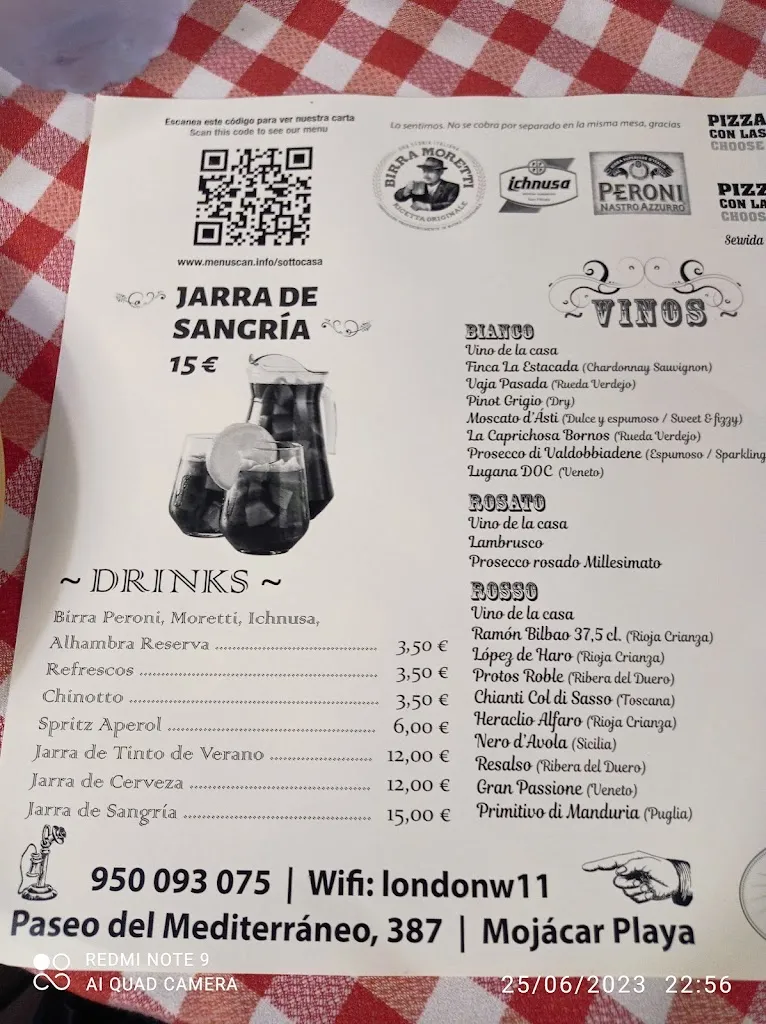 Escanea este código para ver nuestra carta
Scan this code to see our menu
www.menuscan.info/sottocasa
JARRA DE
SANGRÍA
15 €
~ DRINKS ~
Birra Peroni, Moretti, Ichnusa,
Alhambra Reserva 3,50 €
Refrescos 3,50 €
Chinotto 3,50 €
Spritz Aperol 6,00 €
Jarra de Tinto de Verano 12,00 €
Jarra de Cerveza 12,00 €
Jarra de Sangría 15,00 €
Lo sentimos. No se cobra por separado en la misma mesa, gracias
BIRRA MORETTI
RICETTA ORIGINALE
ichnusa
PERONI
NASTRO AZZURRO
PIZZA
CON LAS
CHOOSE
PIZZ
CON LA
CHOOS
Sewida
~ VINOS ~
BIANCO
Vino de la casa
Finca La Estacada (Chardonnay Sauvignon)
Uaja Pasada (Rueda Verdejo)
Pinot Grigio (Dry)
Moscato d'Ásti (Dulce y espumoso / Sweet & fizzy)
La Caprichosa Bornos (Rueda Verdejo)
Prosecco di Valdobbiadene (Espumoso / Sparkling
Lugana DOC (Veneto)
ROSATO
Vino de la casa
Lambrusco
Prosecco rosado Millesimato
ROSSO
Vino de la casa
Ramón Bilbao 37,5 cl. (Rioja Crianza)
López de Haro (Rioja Crianza)
Protos Roble (Ribera del Duero)
Chianti Col di Sasso (Toscana)
Heraclio Alfaro (Rioja Crianza)
Nero d'Avola (Sicilia)
Resalso (Ribera del Duero)
Gran Passione (Veneto)
Primitivo di Manduria (Puglia)
950 093 075 | Wifi: londonw11
Paseo del Mediterráneo, 387 | Mojácar Playa
REDMI NOTE 9
AI QUAD CAMERA
25/06/2023 22:56